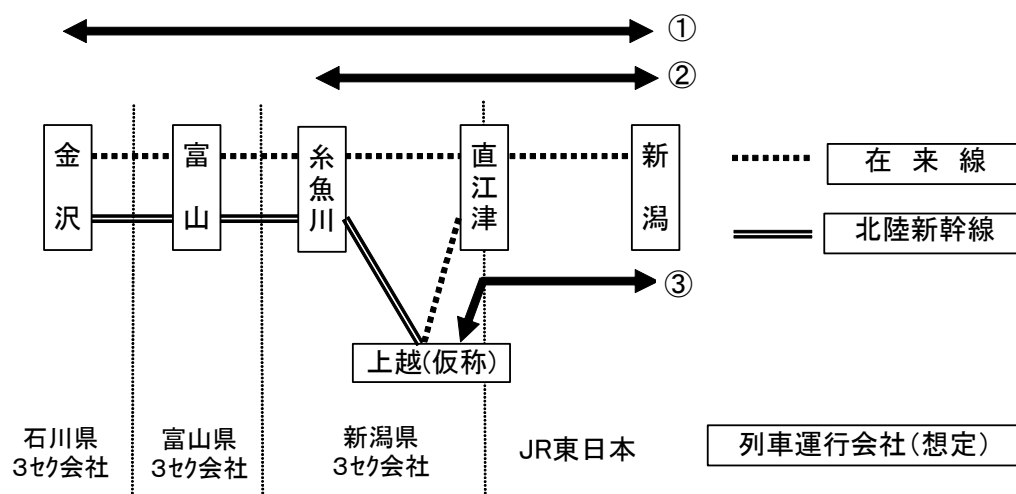 ①
②
金沢
富山
糸魚川
直江津
新潟
在来線
北陸新幹線
③
上越(仮称)
石川県
3セク会社
富山県
3セク会社
新潟県
3セク会社
JR東日本
列車運行会社(想定)